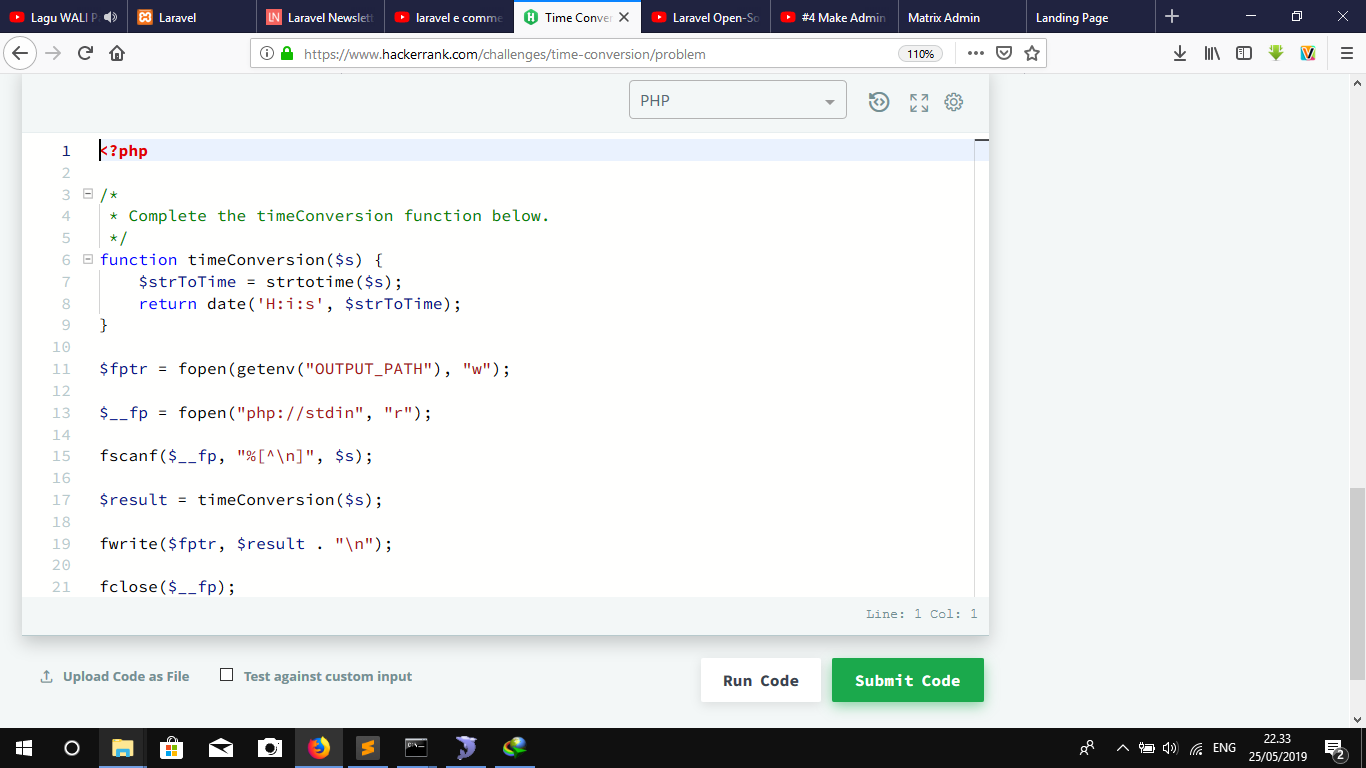 Lagu WALI P
Laravel
Laravel Newslett
laravel e comme
Time Conver
Laravel Open-So
#4 Make Admin
Matrix Admin
Landing Page
https://www.hackerrank.com/challenges/time-conversion/problem
110%
PHP
1 <?php
2
3 /*
4 * Complete the timeConversion function below.
5 */
6 function timeConversion($s) {
7 $strToTime = strtotime($s);
8 return date('H:i:s', $strToTime);
9 }
10
11 $fptr = fopen(getenv("OUTPUT_PATH"), "w");
12
13 $__fp = fopen("php://stdin", "r");
14
15 fscanf($__fp, "%[^\n]", $s);
16
17 $result = timeConversion($s);
18
19 fwrite($fptr, $result . "\n");
20
21 fclose($__fp);
Line: 1 Col: 1
Upload Code as File
Test against custom input
Run Code
Submit Code
ENG
22.33
25/05/2019
2